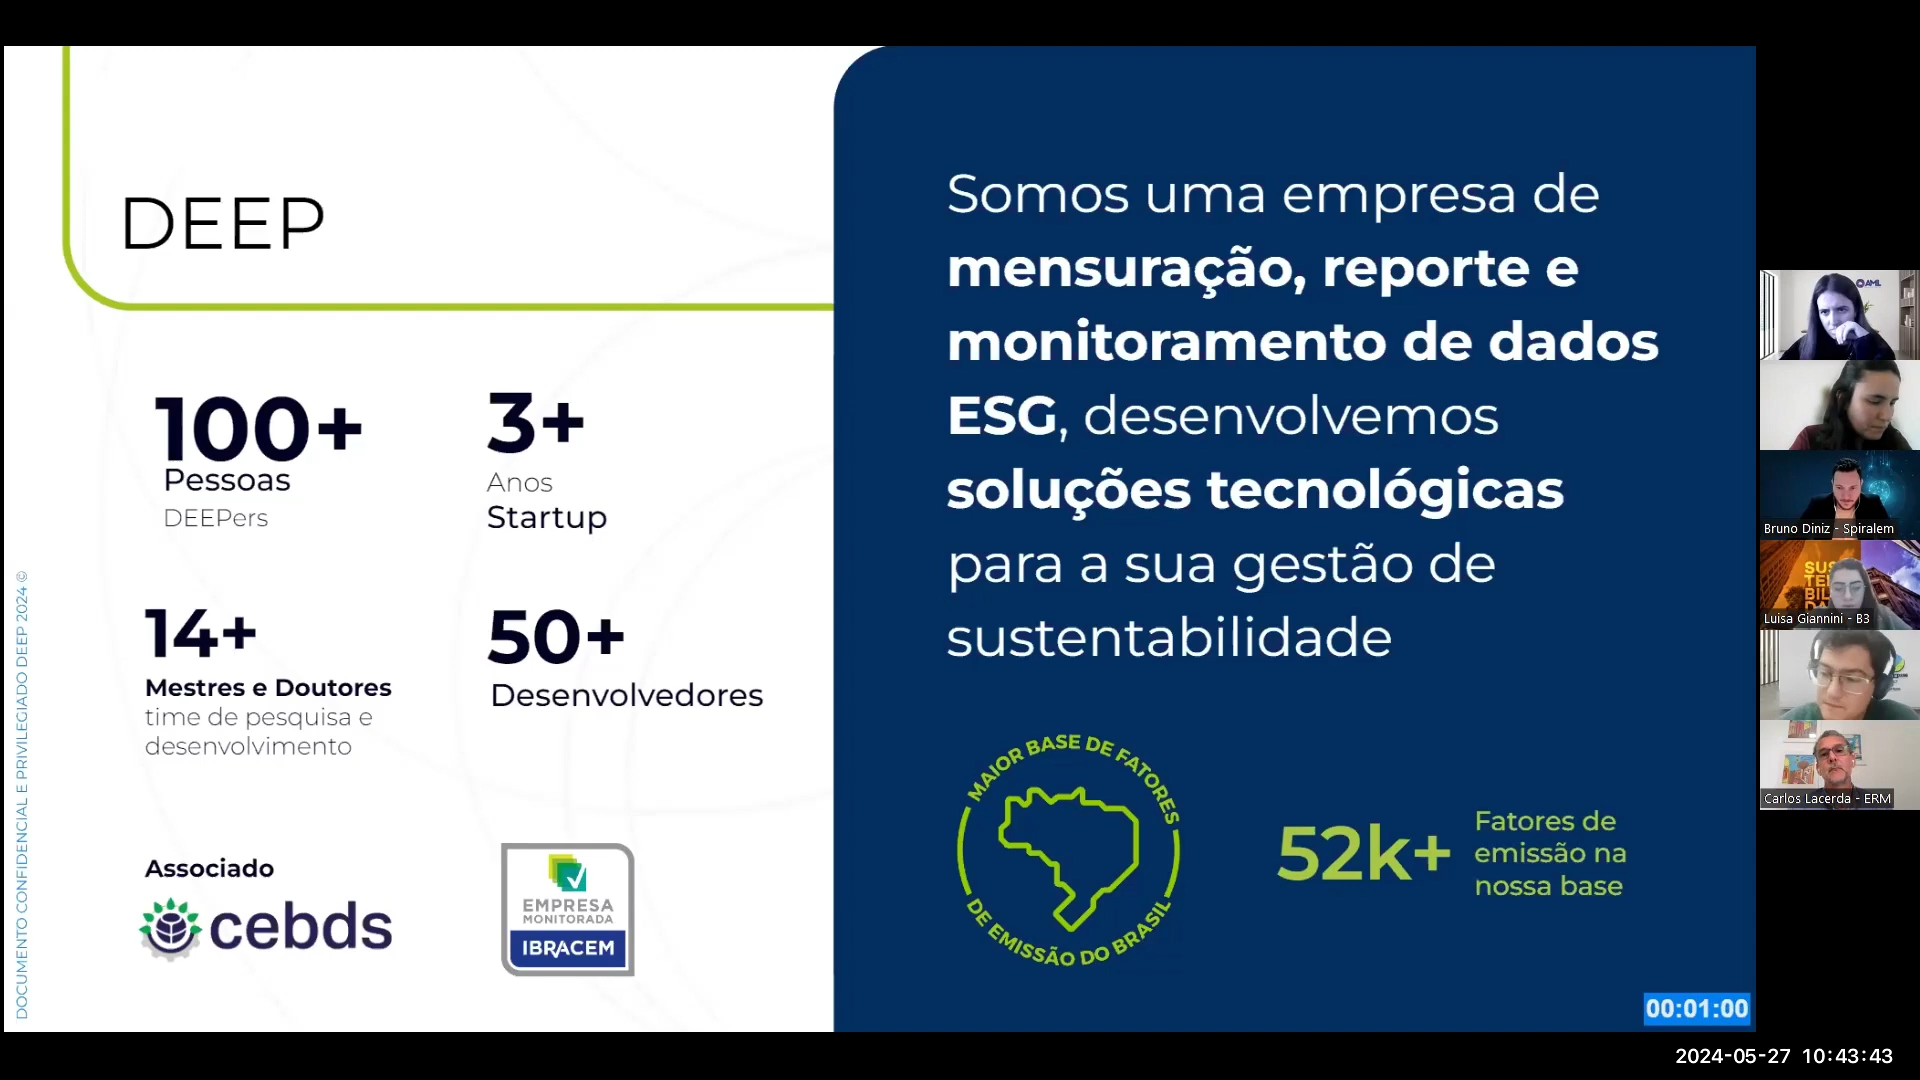 DEEP
100+
Pessoas
DEEPers
3+
Anos
Startup
14+
Mestres e Doutores
time de pesquisa e
desenvolvimento
50+
Desenvolvedores
Associado
cebds
EMPRESA
MONITORADA
IBRACEM
DOCUMENTO CONFIDENCIAL E PRIVILEGIADO DEEP 2024 ©
Somos uma empresa de
mensuração, reporte e
monitoramento de dados
ESG, desenvolvemos
soluções tecnológicas
para a sua gestão de
sustentabilidade
MAIOR BASE DE FATORES
DE EMISSÃO DO BRASIL
52k+
Fatores de
emissão na
nossa base
00:01:00
AML
Bruno Diniz - Spiralem
SUS
TE
BIL
Luisa Giannini - B3
Carlos Lacerda - ERM
2024-05-27 10:43:43